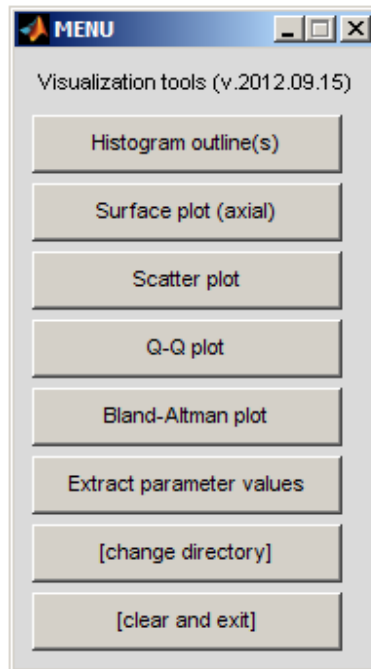 MENU
Visualization tools (v.2012.09.15)
Histogram outline(s)
Surface plot (axial)
Scatter plot
Q-Q plot
Bland-Altman plot
Extract parameter values
[change directory]
[clear and exit]